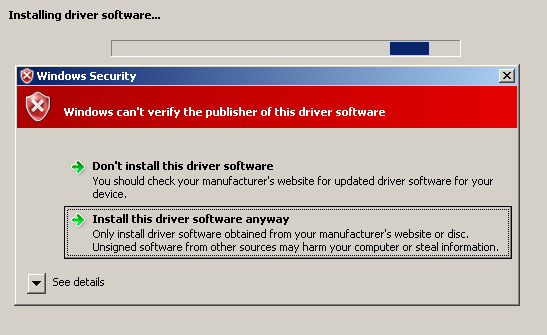 Installing driver software...
Windows Security
Windows can't verify the publisher of this driver software
Don't install this driver software
You should check your manufacturer's website for updated driver software for your
device.
Install this driver software anyway
Only install driver software obtained from your manufacturer's website or disc.
Unsigned software from other sources may harm your computer or steal information.
See details